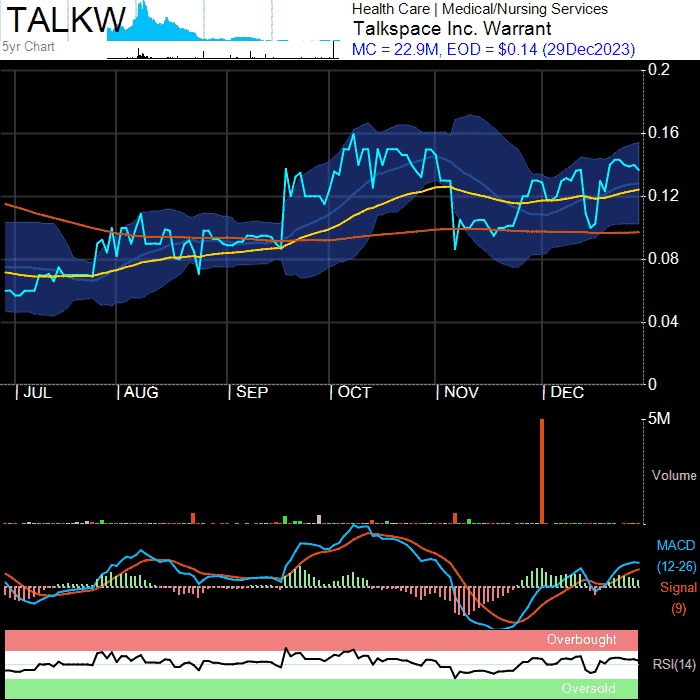 TALKW
5yr Chart
Health Care | Medical/Nursing Services
Talkspace Inc. Warrant
MC = 22.9M, EOD = $0.14 (29Dec2023)
0.2
0.16
0.12
0.08
0.04
0
| JUL | AUG | SEP | OCT | NOV | DEC
5M
Volume
MACD
(12-26)
Signal
(9)
Overbought
RSI(14)
Oversold